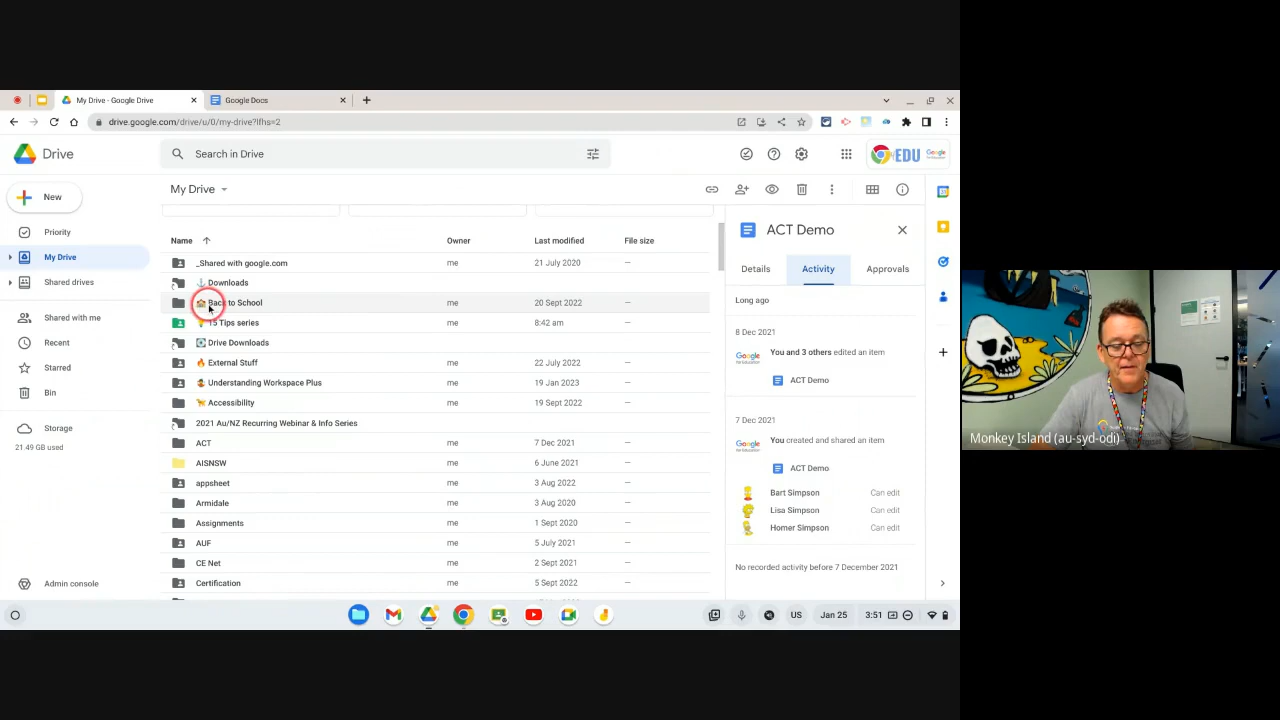 My Drive - Google Drive
Google Docs
drive.google.com/drive/u/0/my-drive?lfhs=2
Drive
Search in Drive
EDU
New
My Drive
Priority
My Drive
Shared drives
Shared with me
Recent
Starred
Bin
Storage
21.49 GB used
Admin console
Name Owner Last modified File size
_Shared with google.com me 21 July 2020 —
Downloads
Back to School me 20 Sept 2022 —
15 Tips series me 8:42 am —
Drive Downloads me —
External Stuff me 22 July 2022 —
Understanding Workspace Plus me 19 Jan 2023 —
Accessibility me 19 Sept 2022 —
2021 Au/NZ Recurring Webinar & Info Series
ACT me 7 Dec 2021 —
AISNSW me 6 June 2021 —
appsheet me 3 Aug 2022 —
Armidale me 3 Aug 2020 —
Assignments me 1 Sept 2020 —
AUF me 5 July 2021 —
CE Net me 2 Sept 2021 —
Certification me 5 Sept 2022 —
ACT Demo
Details Activity Approvals
Long ago
8 Dec 2021
You and 3 others edited an item
ACT Demo
7 Dec 2021
You created and shared an item
ACT Demo
Bart Simpson Can edit
Lisa Simpson Can edit
Homer Simpson Can edit
No recorded activity before 7 December 2021
US Jan 25 3:51
Monkey Island (au-syd-odi)